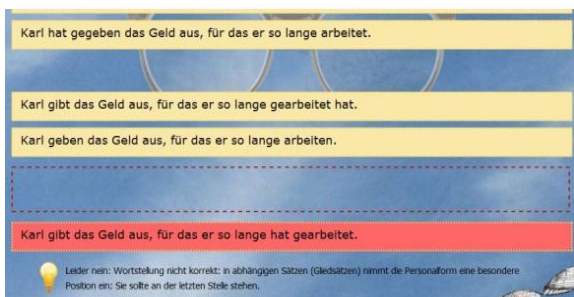 Karl hat gegeben das Geld aus, für das er so lange arbeitet.
Karl gibt das Geld aus, für das er so lange gearbeitet hat.
Karl geben das Geld aus, für das er so lange arbeiten.
Karl gibt das Geld aus, für das er so lange hat gearbeitet.
Leider nein: Wortstellung nicht korrekt: in abhängigen Sätzen (Gliedsätzen) nimmt die Personalform eine besondere
Position ein: Sie sollte an der letzten Stelle stehen.